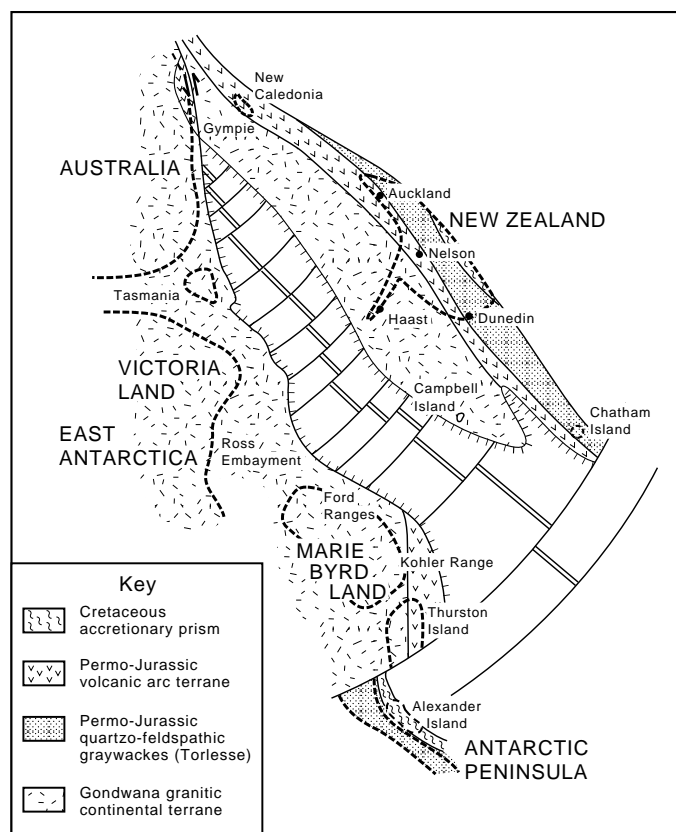 New
Caledonia
Gympie
AUSTRALIA
Auckland
NEW ZEALAND
Nelson
Tasmania
Haast
Dunedin
VICTORIA
LAND
Campbell
Island
Chatham
Island
EAST
ANTARCTICA
Ross
Embayment
Ford
Ranges
MARIE
BYRD
LAND
Kohler Range
Thurston
Island
Alexander
Island
ANTARCTIC
PENINSULA
Key
Cretaceous
accretionary prism
Permo-Jurassic
volcanic arc terrane
Permo-Jurassic
quartzo-feldspathic
graywackes (Torlesse)
Gondwana granitic
continental terrane